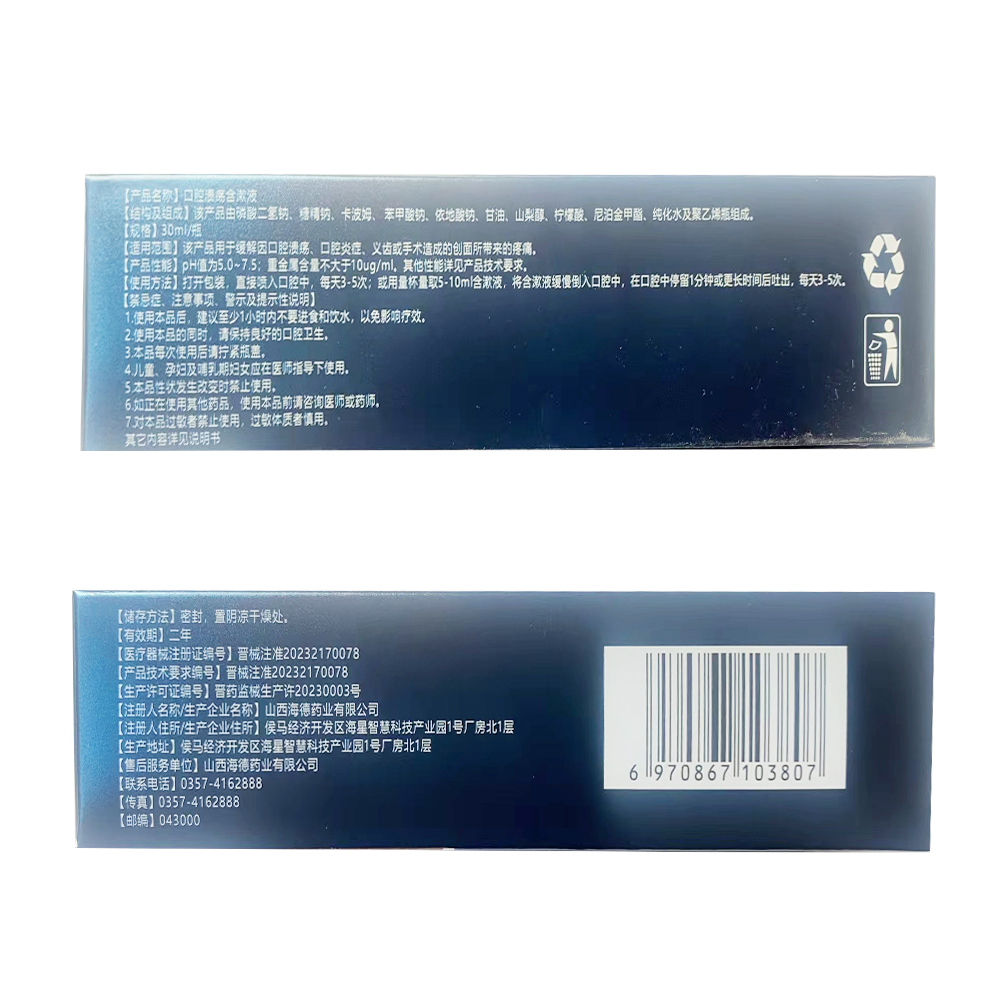 【产品名称】口腔溃疡含漱液
【结构及组成】该产品由磷酸二氢钠、糖精钠、卡波姆、苯甲酸钠、依地酸钠、甘油、山梨醇、柠檬酸、尼泊金甲酯、纯化水及聚乙烯瓶组成。
【规格】30ml/瓶
【适用范围】该产品用于缓解因口腔溃疡、口腔炎症、义齿或手术造成的创面所带来的疼痛。
【产品性能】pH值为5.0~7.5；重金属含量不大于10ug/ml。其他性能详见产品技术要求。
【使用方法】打开包装，直接喷入口腔中，每天3-5次；或用量杯量取5-10ml含漱液，将含漱液缓慢倒入口腔中，在口腔中停留1分钟或更长时间后吐出，每天3-5次。
【禁忌症、注意事项、警示及提示性说明】
1.使用本品后，建议至少1小时内不要进食和饮水，以免影响疗效。
2.使用本品的同时，请保持良好的口腔卫生。
3.本品每次使用后请拧紧瓶盖。
4.儿童、孕妇及哺乳期妇女应在医师指导下使用。
5.本品性状发生改变时禁止使用。
6.如正在使用其他药品，使用本品前请咨询医师或药师。
7.对本品过敏者禁止使用，过敏体质者慎用。
其它内容详见说明书
【储存方法】密封，置阴凉干燥处。
【有效期】二年
【医疗器械注册证编号】晋械注准20232170078
【产品技术要求编号】晋械注准20232170078
【生产许可证编号】晋药监械生产许20230003号
【注册人名称/生产企业名称】山西海德药业有限公司
【注册人住所/生产企业住所】侯马经济开发区海星智慧科技产业园1号厂房北1层
【生产地址】侯马经济开发区海星智慧科技产业园1号厂房北1层
【售后服务单位】山西海德药业有限公司
【联系电话】0357-4162888
【传真】0357-4162888
【邮编】043000
6 970867 103807